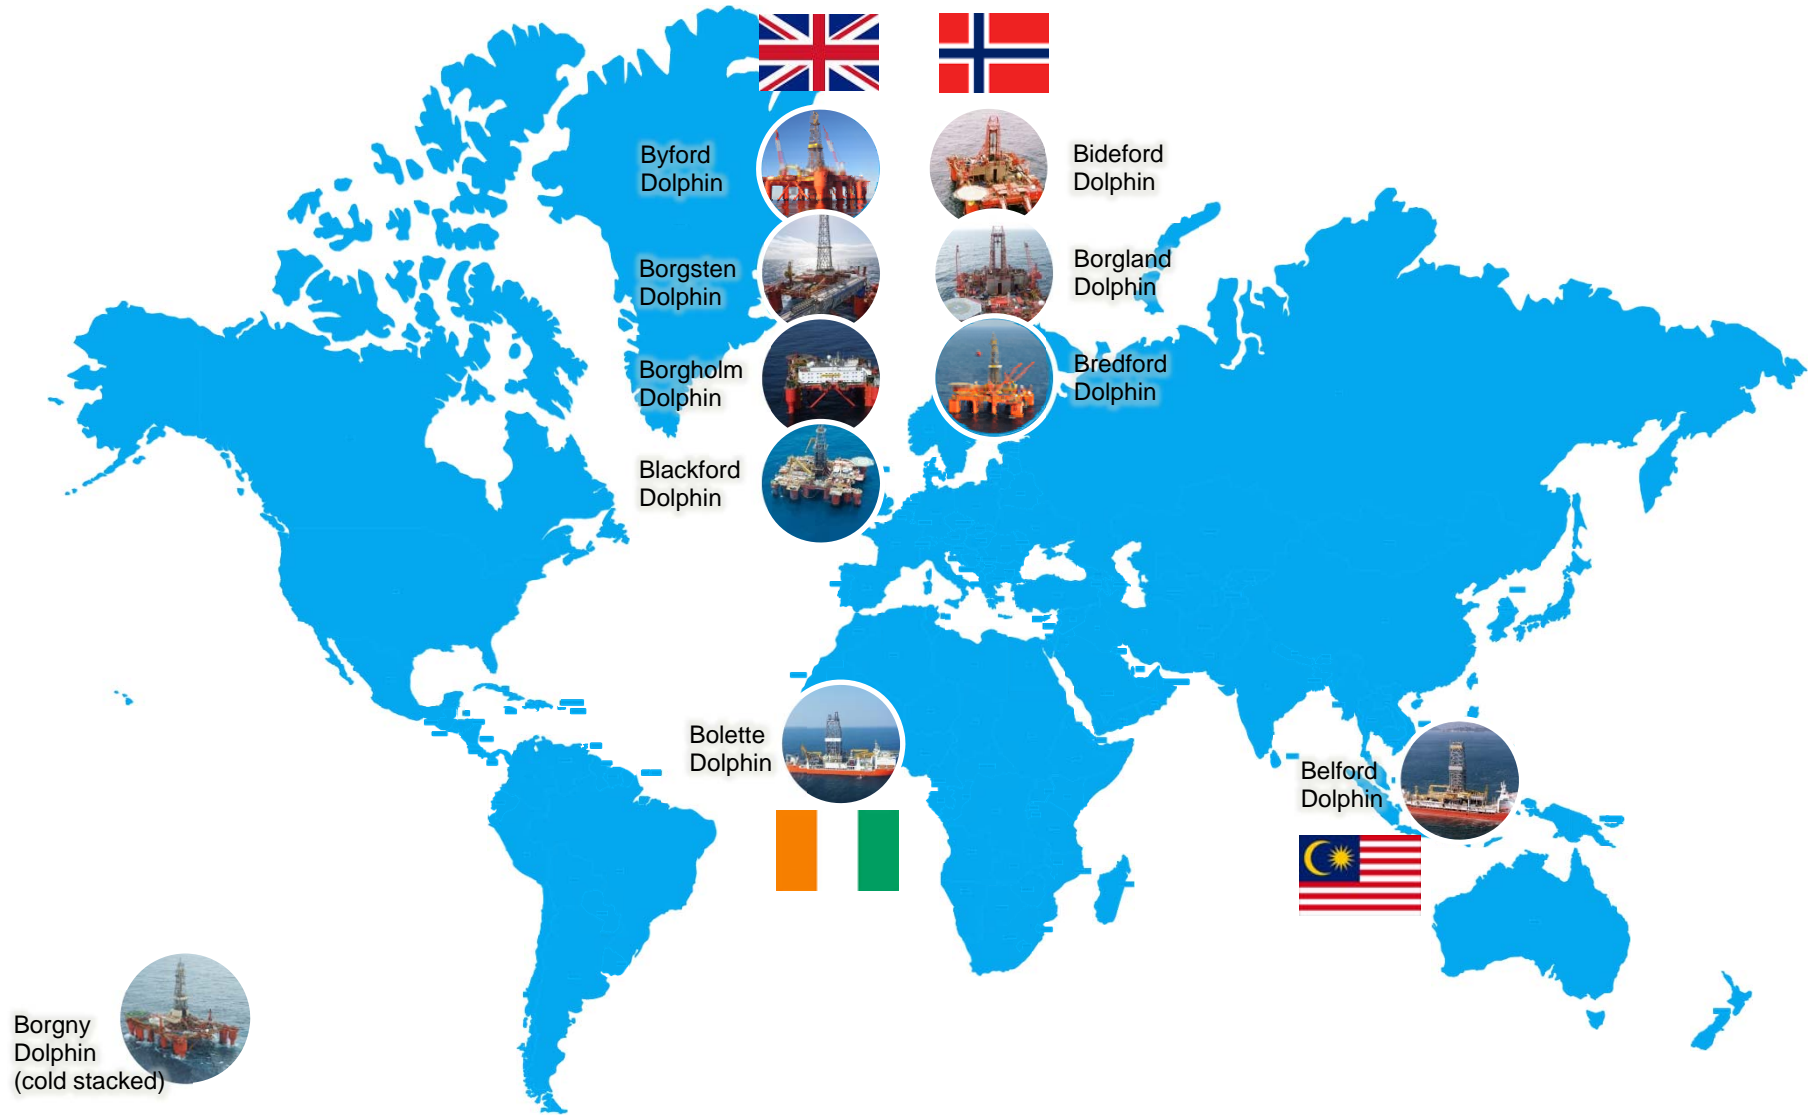 Byford
Dolphin
Bideford
Dolphin
Borgsten
Dolphin
Borgland
Dolphin
Borgholm
Dolphin
Bredford
Dolphin
Blackford
Dolphin
Bolette
Dolphin
Belford
Dolphin
Borgny
Dolphin
(cold stacked)